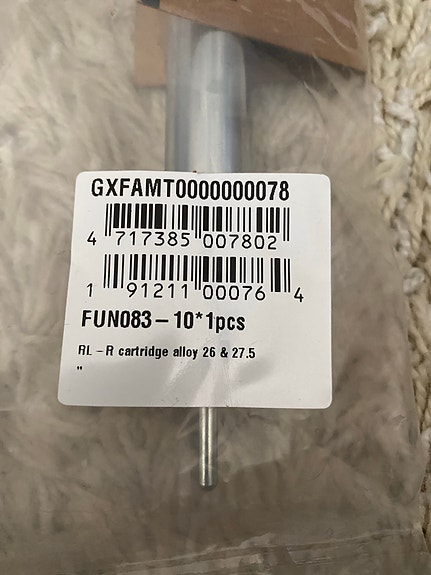 GXFAMT0000000078
4 717385 007802
1 91211 00076 4
FUN083-10*1pcs
RL-R cartridge alloy 26 & 27.5
"